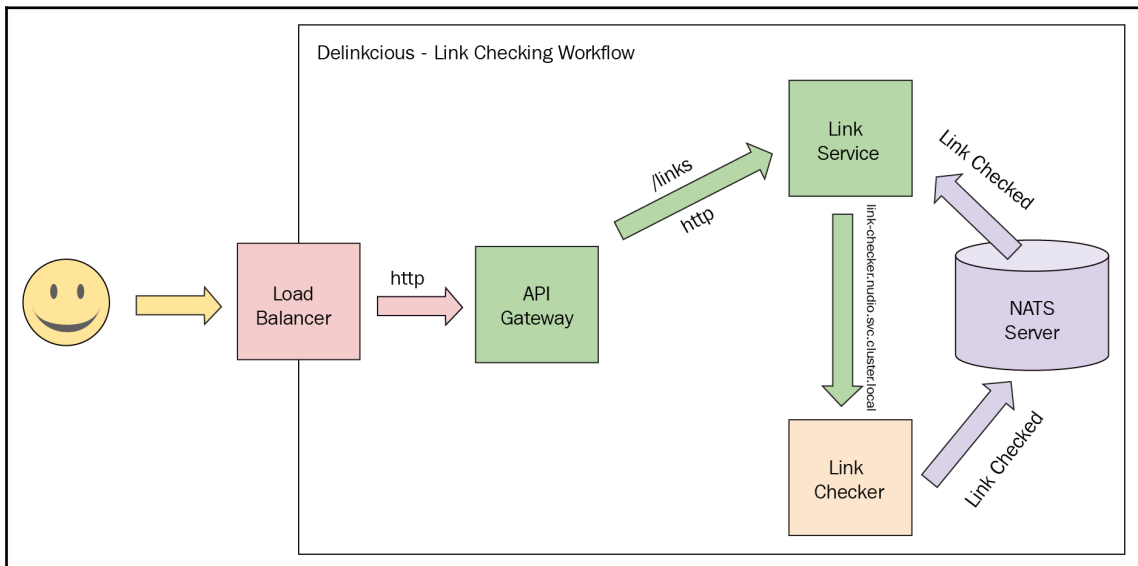 Delinkcious - Link Checking Workflow
Load
Balancer
http
API
Gateway
/links
http
Link
Service
link-checker.nudio.svc.cluster.local
Link
Checker
Link Checked
NATS
Server
Link Checked